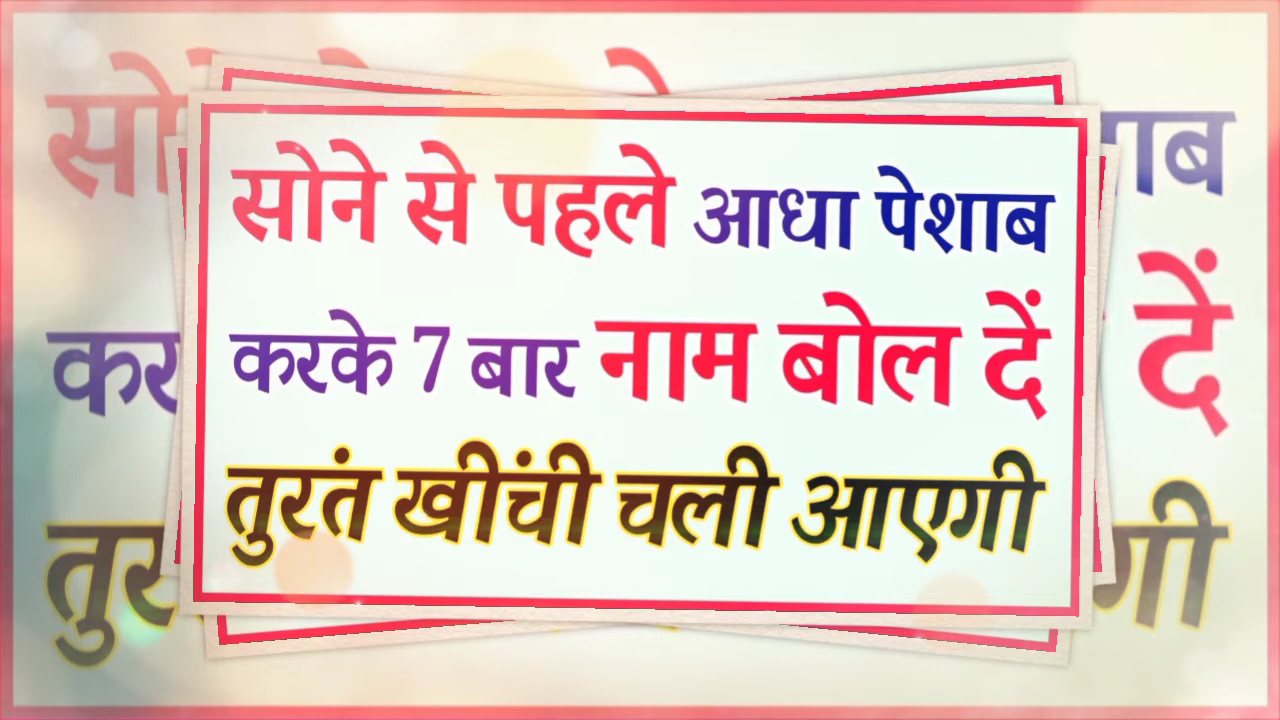 सोने से पहले आधा पेशाब
करके 7 बार नाम बोल दें
तुरंत खींची चली आएगी